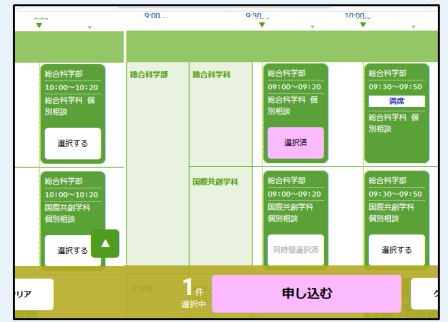 9:00
9:30
10:00
総合科学部
10:00～10:20
総合科学科 個
別相談
選択する
総合科学部
総合科学科
総合科学部
09:00～09:20
総合科学科 個
別相談
選択済
総合科学部
09:30～09:50
満席
総合科学科 個
別相談
総合科学部
10:00～10:20
国際共創学科
個別相談
選択する
▲
国際共創学科
総合科学部
09:00～09:20
国際共創学科
個別相談
同時間選択済
総合科学部
09:30～09:50
国際共創学科
個別相談
選択する
リア
1件
選択中
申し込む